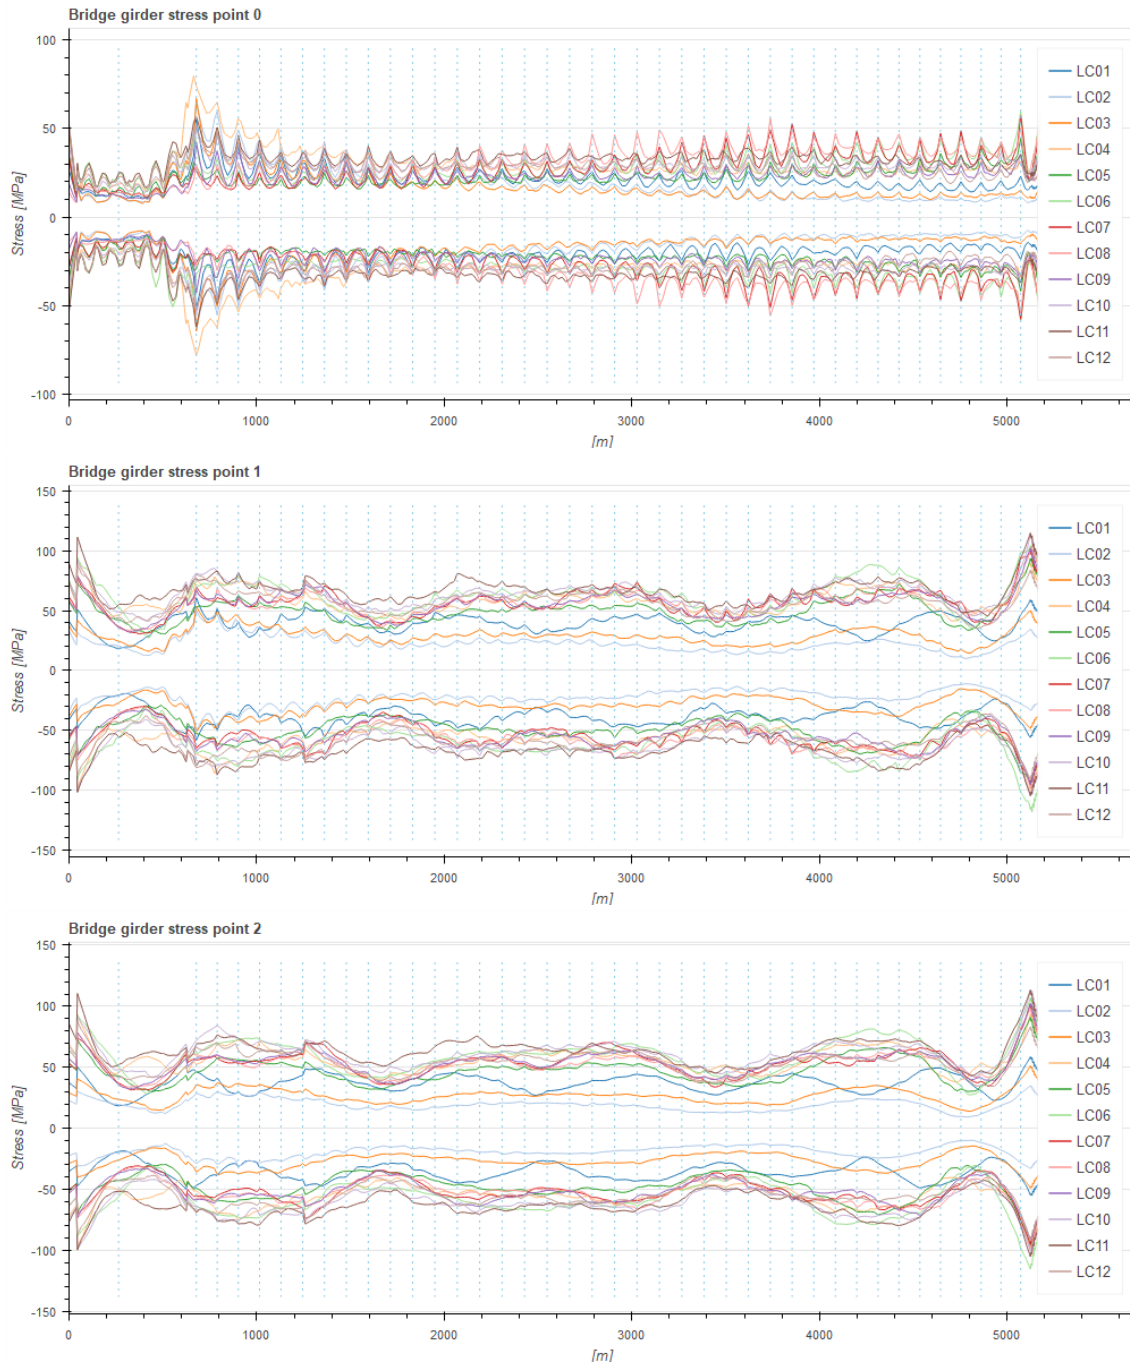 Bridge girder stress point 0
100
50
0
-50
-100
Stress [MPa]
0
1000
2000
3000
4000
5000
[m]
LC01
LC02
LC03
LC04
LC05
LC06
LC07
LC08
LC09
LC10
LC11
LC12
Bridge girder stress point 1
150
100
50
0
-50
-100
-150
Stress [MPa]
0
1000
2000
3000
4000
5000
[m]
LC01
LC02
LC03
LC04
LC05
LC06
LC07
LC08
LC09
LC10
LC11
LC12
Bridge girder stress point 2
150
100
50
0
-50
-100
-150
Stress [MPa]
0
1000
2000
3000
4000
5000
[m]
LC01
LC02
LC03
LC04
LC05
LC06
LC07
LC08
LC09
LC10
LC11
LC12